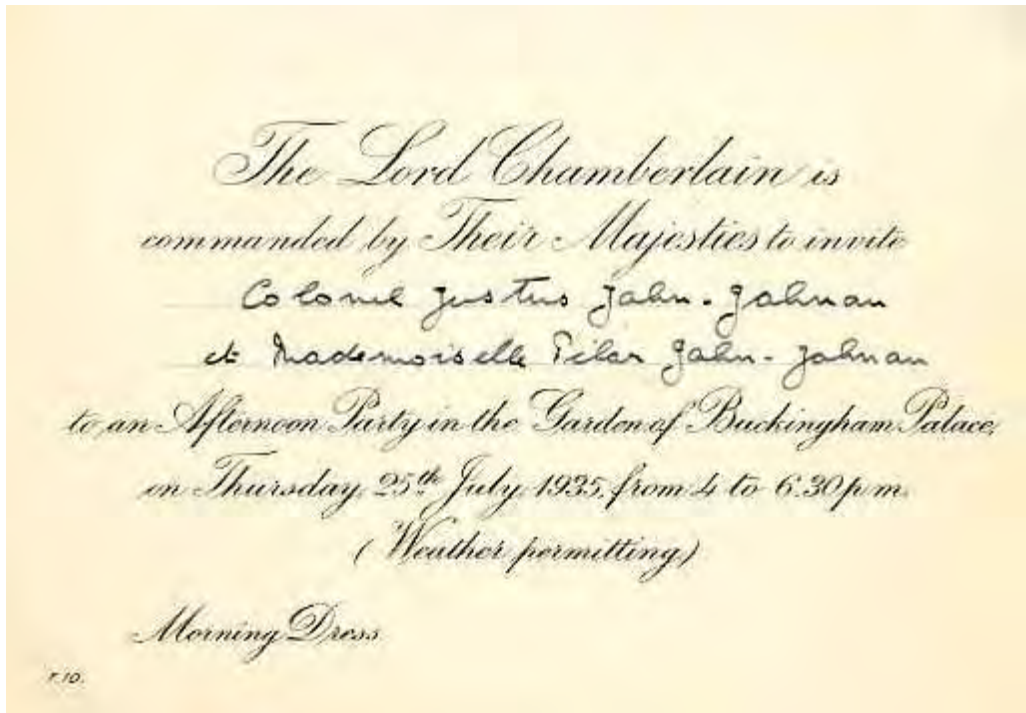 The Lord Chamberlain is
commanded by Their Majesties to invite
Colonel Justus Jahn-Jahnau
et Mademoiselle Pilar Jahn-Jahnau
to an Afternoon Party in the Garden of Buckingham Palace,
on Thursday, 25th July, 1935, from 4 to 6.30 p.m.
(Weather permitting)
Morning Dress